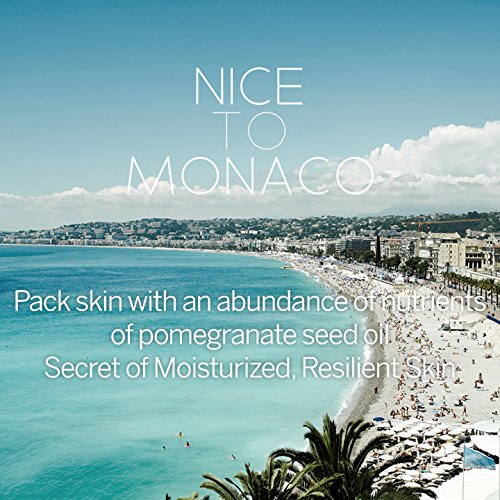 NICE
TO
MONACO
Pack skin with an abundance of nutrients
of pomegranate seed oil
Secret of Moisturized, Resilient Skin